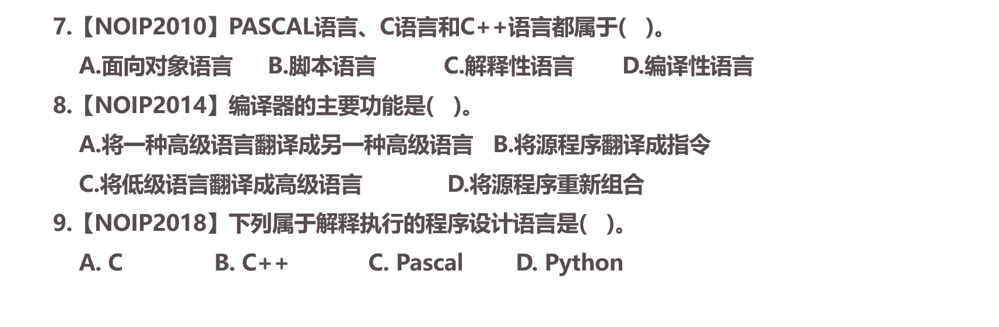 7.【NOIP2010】PASCAL语言、C语言和C++语言都属于(   )。
A.面向对象语言 B.脚本语言 C.解释性语言 D.编译性语言
8.【NOIP2014】编译器的主要功能是(   )。
A.将一种高级语言翻译成另一种高级语言 B.将源程序翻译成指令
C.将低级语言翻译成高级语言 D.将源程序重新组合
9.【NOIP2018】下列属于解释执行的程序设计语言是(   )。
A. C B. C++ C. Pascal D. Python